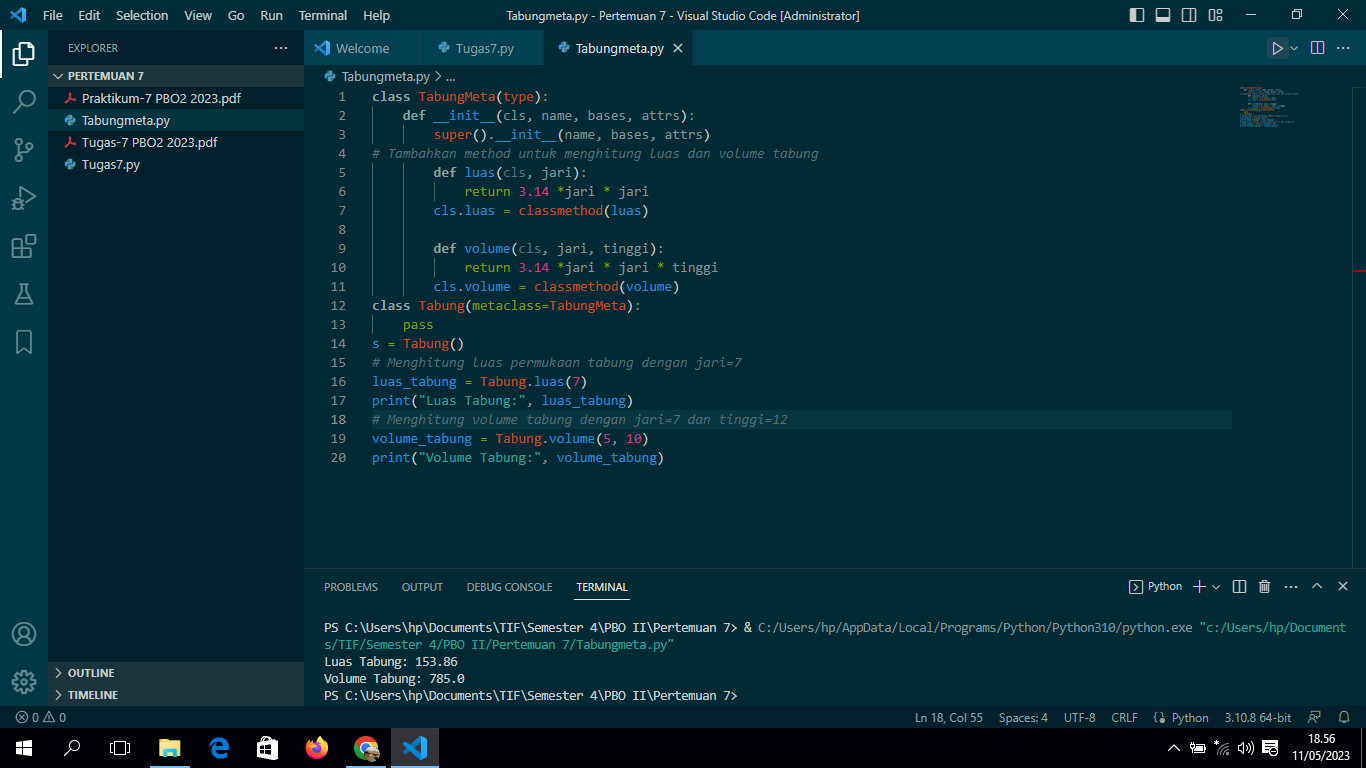 File Edit Selection View Go Run Terminal Help Tabungmeta.py - Pertemuan 7 - Visual Studio Code [Administrator]
EXPLORER ...
PERTEMUAN 7
Praktikum-7 PBO2 2023.pdf
Tabungmeta.py
Tugas-7 PBO2 2023.pdf
Tugas7.py
OUTLINE
TIMELINE
Welcome Tugas7.py Tabungmeta.py
Tabungmeta.py > ...
1 class TabungMeta(type):
2 def __init__(cls, name, bases, attrs):
3 super().__init__(name, bases, attrs)
4 # Tambahkan method untuk menghitung luas dan volume tabung
5 def luas(cls, jari):
6 return 3.14 *jari * jari
7 cls.luas = classmethod(luas)
8
9 def volume(cls, jari, tinggi):
10 return 3.14 *jari * jari * tinggi
11 cls.volume = classmethod(volume)
12 class Tabung(metaclass=TabungMeta):
13 pass
14 s = Tabung()
15 # Menghitung luas permukaan tabung dengan jari=7
16 luas_tabung = Tabung.luas(7)
17 print("Luas Tabung:", luas_tabung)
18 # Menghitung volume tabung dengan jari=7 dan tinggi=12
19 volume_tabung = Tabung.volume(5, 10)
20 print("Volume Tabung:", volume_tabung)
PROBLEMS OUTPUT DEBUG CONSOLE TERMINAL Python
PS C:\Users\hp\Documents\TIF\Semester 4\PBO II\Pertemuan 7> & C:/Users/hp/AppData/Local/Programs/Python/Python310/python.exe "c:/Users/hp/Document
s/TIF/Semester 4/PBO II/Pertemuan 7/Tabungmeta.py"
Luas Tabung: 153.86
Volume Tabung: 785.0
PS C:\Users\hp\Documents\TIF\Semester 4\PBO II\Pertemuan 7>
0 0 Ln 18, Col 55 Spaces: 4 UTF-8 CRLF Python 3.10.8 64-bit
18.56
11/05/2023